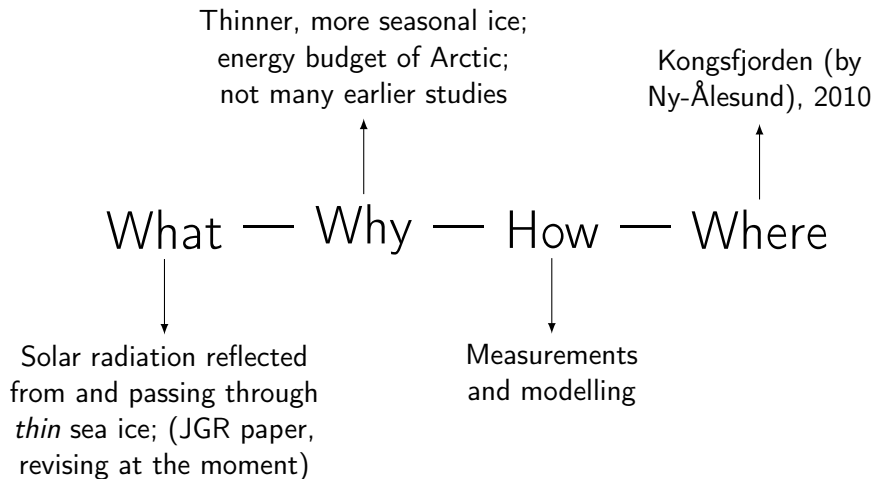 Thinner, more seasonal ice;
energy budget of Arctic;
not many earlier studies
Kongsfjorden (by
Ny-Ålesund), 2010
What — Why — How — Where
Solar radiation reflected
from and passing through
thin sea ice; (JGR paper,
revising at the moment)
Measurements
and modelling